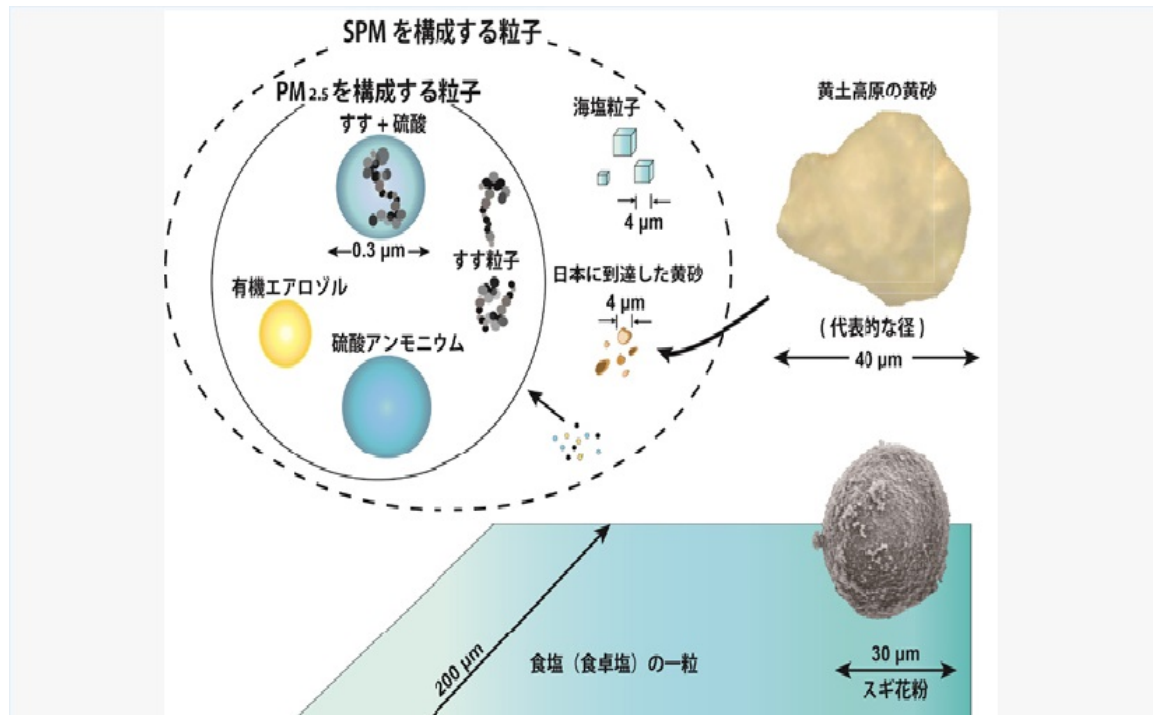 SPMを構成する粒子
PM2.5を構成する粒子
すす+硫酸
0.3 μm
すす粒子
有機エアロゾル
硫酸アンモニウム
海塩粒子
4 μm
日本に到達した黄砂
4 μm
黄土高原の黄砂
(代表的な径)
40 μm
200 μm
食塩(食卓塩)の一粒
30 μm
スギ花粉